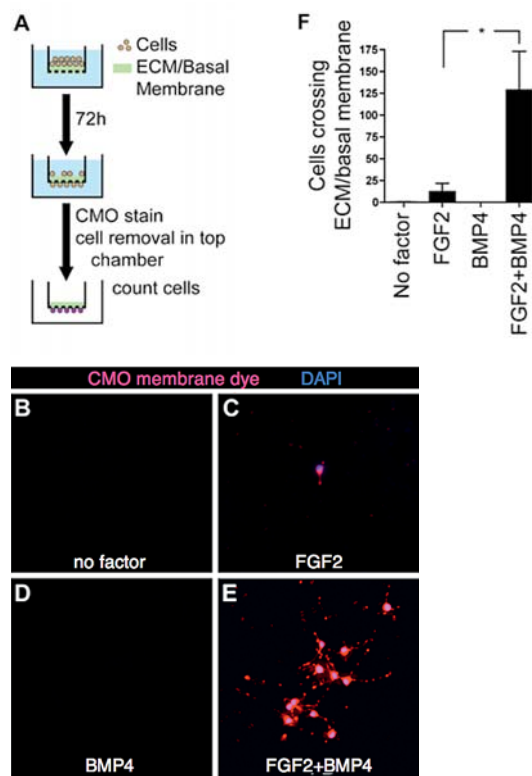 A
Cells
ECM/Basal
Membrane
72h
CMO stain
cell removal in top
chamber
count cells
F
*
Cells crossing
ECM/basal membrane
175
150
125
100
75
50
25
0
No factor
FGF2
BMP4
FGF2+BMP4
CMO membrane dye DAPI
B
no factor
C
FGF2
D
BMP4
E
FGF2+BMP4